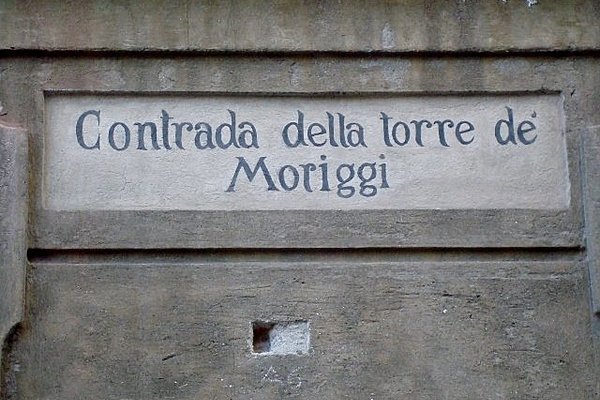 Contrada della torre de'
Moriggi